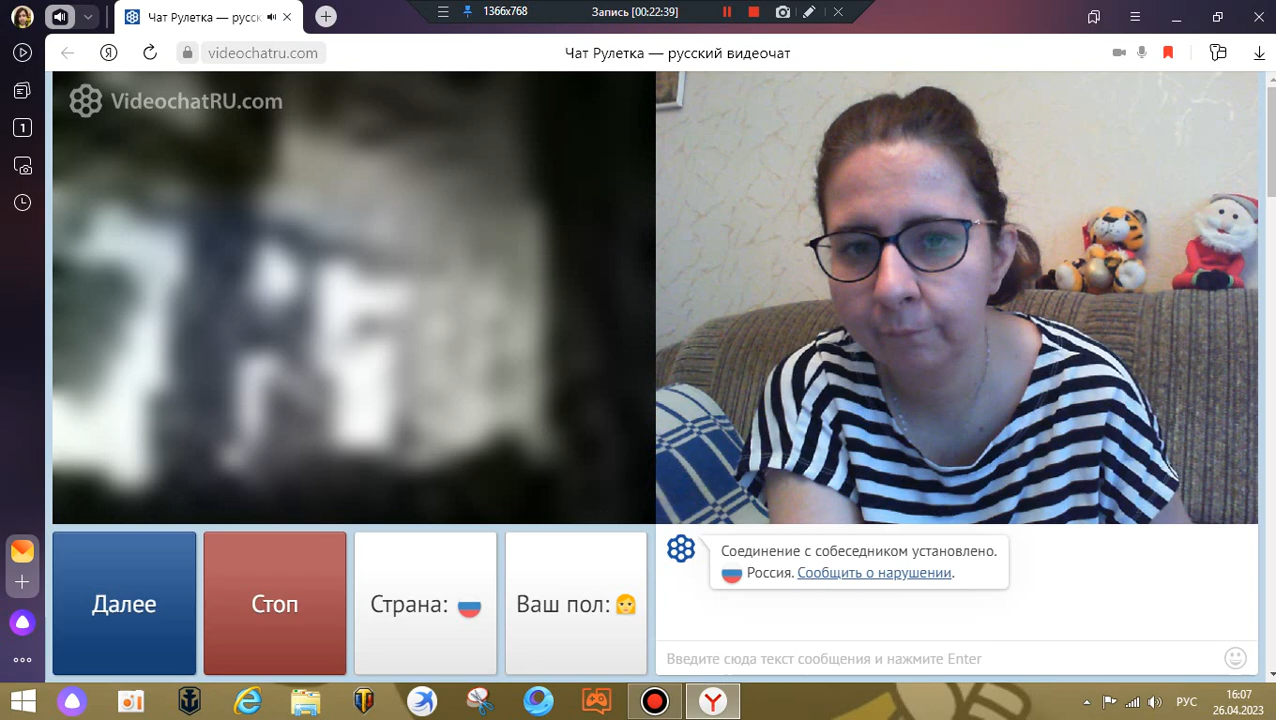 1366x768
Запись [00:22:39]
Чат Рулетка — русск
1
Я
videochatru.com
Чат Рулетка — русский видеочат
VideochatRU.com
Соединение с собеседником установлено.
Россия. Сообщить о нарушении.
Далее
Стоп
Страна:
Ваш пол:
Введите сюда текст сообщения и нажмите Enter
РУС
16:07
26.04.2023